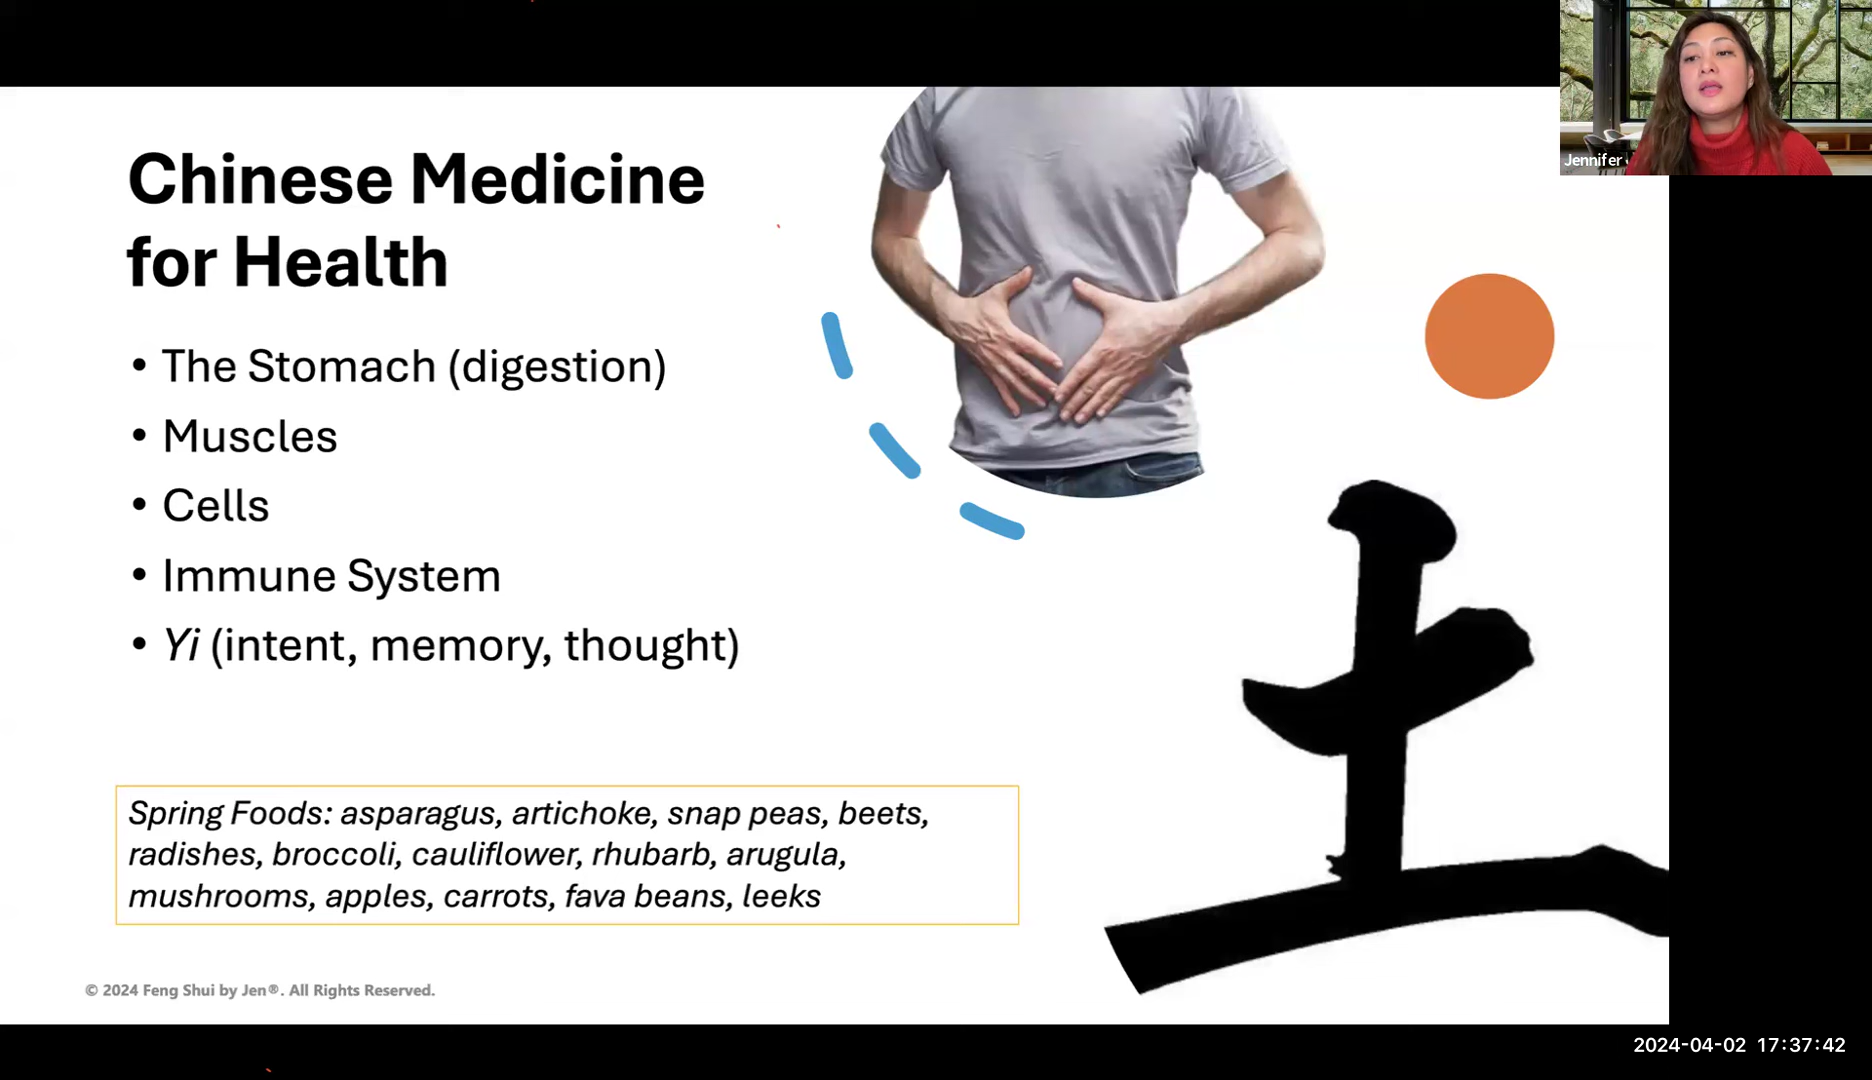 Jennifer
Chinese Medicine
for Health
• The Stomach (digestion)
• Muscles
• Cells
• Immune System
• Yi (intent, memory, thought)
土
Spring Foods: asparagus, artichoke, snap peas, beets,
radishes, broccoli, cauliflower, rhubarb, arugula,
mushrooms, apples, carrots, fava beans, leeks
© 2024 Feng Shui by Jen®. All Rights Reserved.
2024-04-02 17:37:42